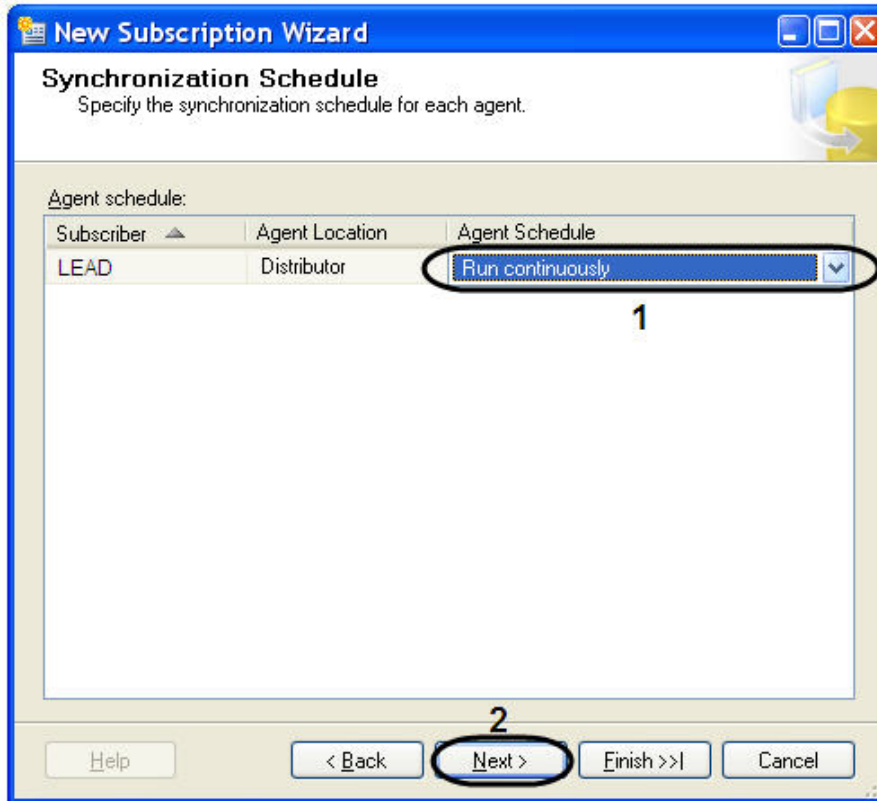 New Subscription Wizard
Synchronization Schedule
Specify the synchronization schedule for each agent.
Agent schedule:
Subscriber Agent Location Agent Schedule
LEAD Distributor Run continuously
1
2
Help < Back Next > Finish >>| Cancel